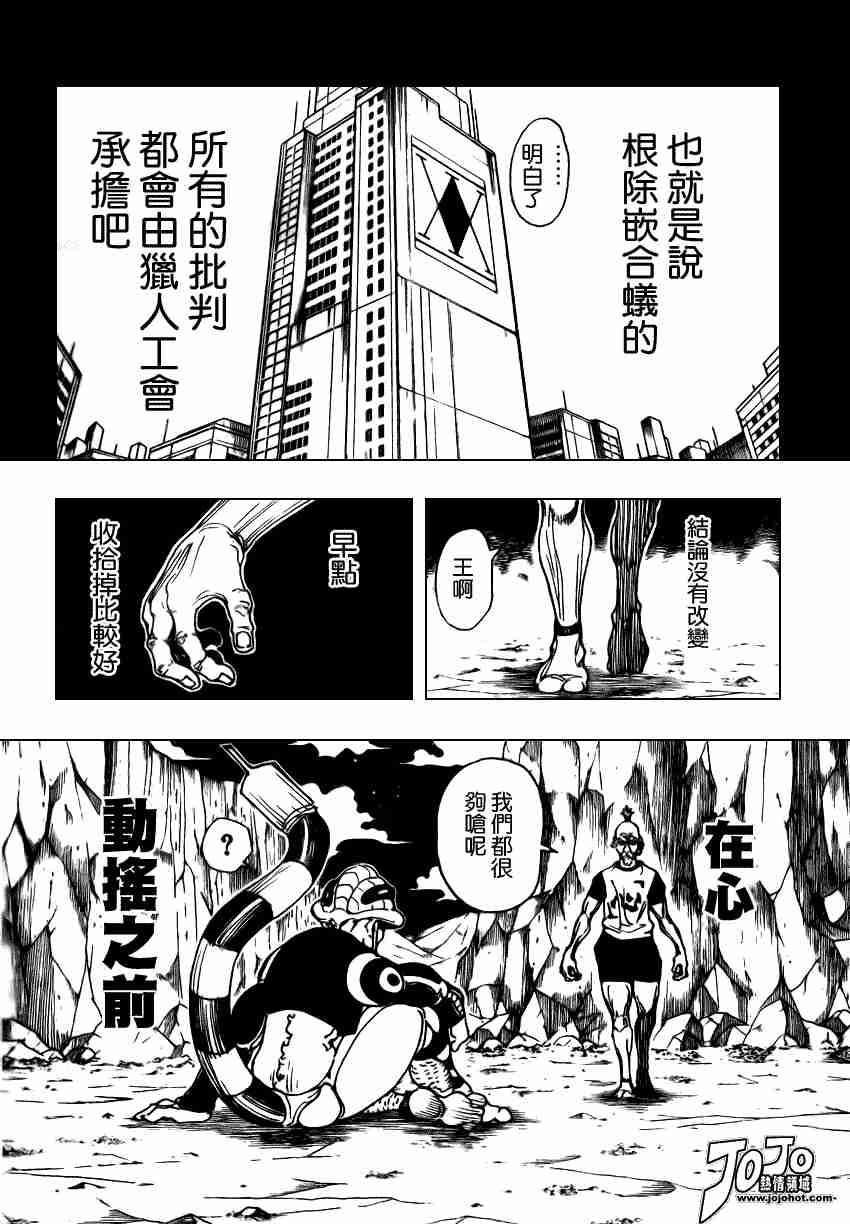 也就是說
根除嵌合蟻的
……
明白了
所有的批判
都會由獵人工會
承擔吧
結論沒有改變
王啊
早點
收拾掉比較好
在心
我們都很
夠嗆呢
心
?
動搖之前
JOJO
熱情領域
www.jojohot.com